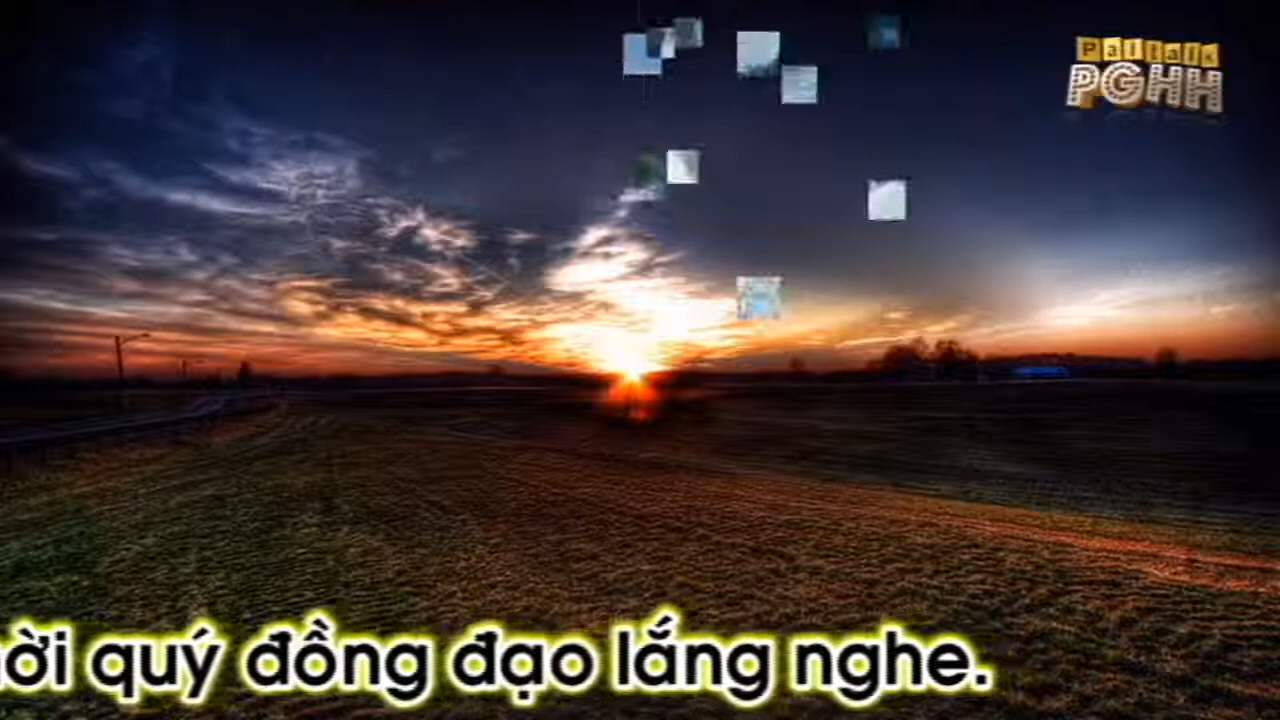 Paltalk
PGHH
ời quý đồng đạo lắng nghe.